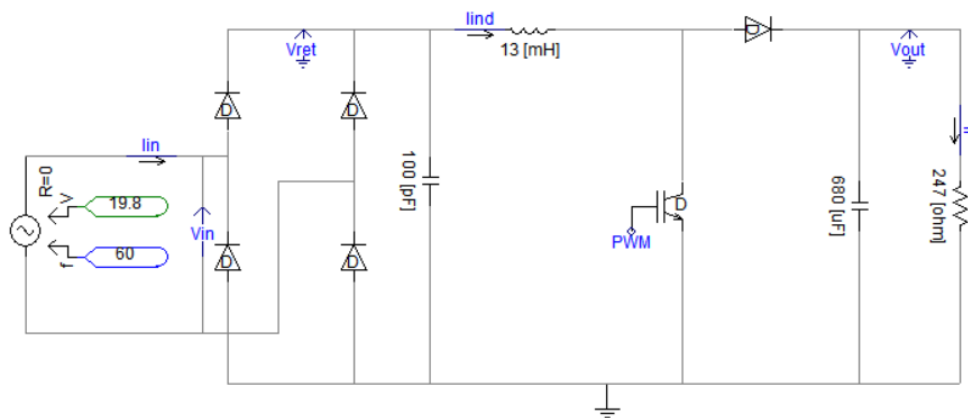 Iind
Vret
13 [mH]
D
Vout
D
D
Iin
R=0
V
19.8
Vin
f
60
100 [pF]
D
PWM
680 [uF]
247 [ohm]
D
D